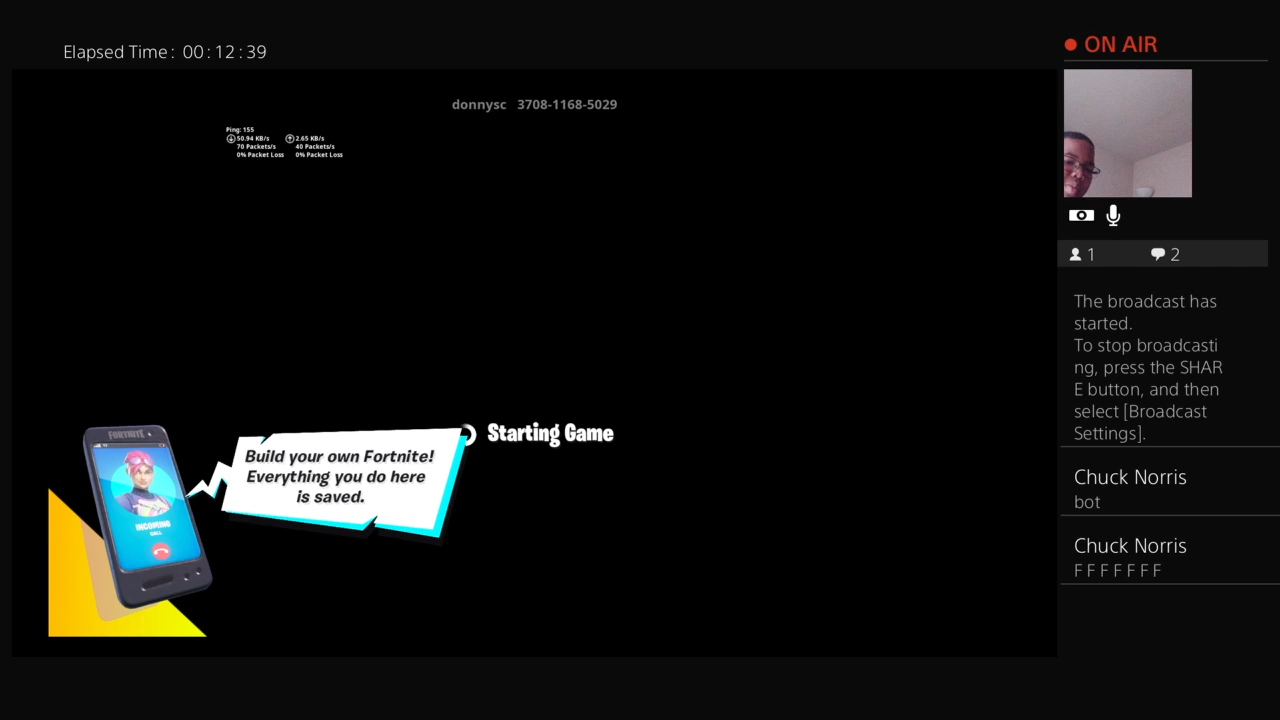 Elapsed Time: 00:12:39
ON AIR
donnysc 3708-1168-5029
Ping: 155
50.94 KB/s 2.65 KB/s
70 Packets/s 40 Packets/s
0% Packet Loss 0% Packet Loss
1 2
The broadcast has
started.
To stop broadcasti
ng, press the SHAR
E button, and then
select [Broadcast
Settings].
Chuck Norris
bot
Chuck Norris
F F F F F F F
FORTNITE
INCOMING
CALL
Build your own Fortnite!
Everything you do here
is saved.
Starting Game